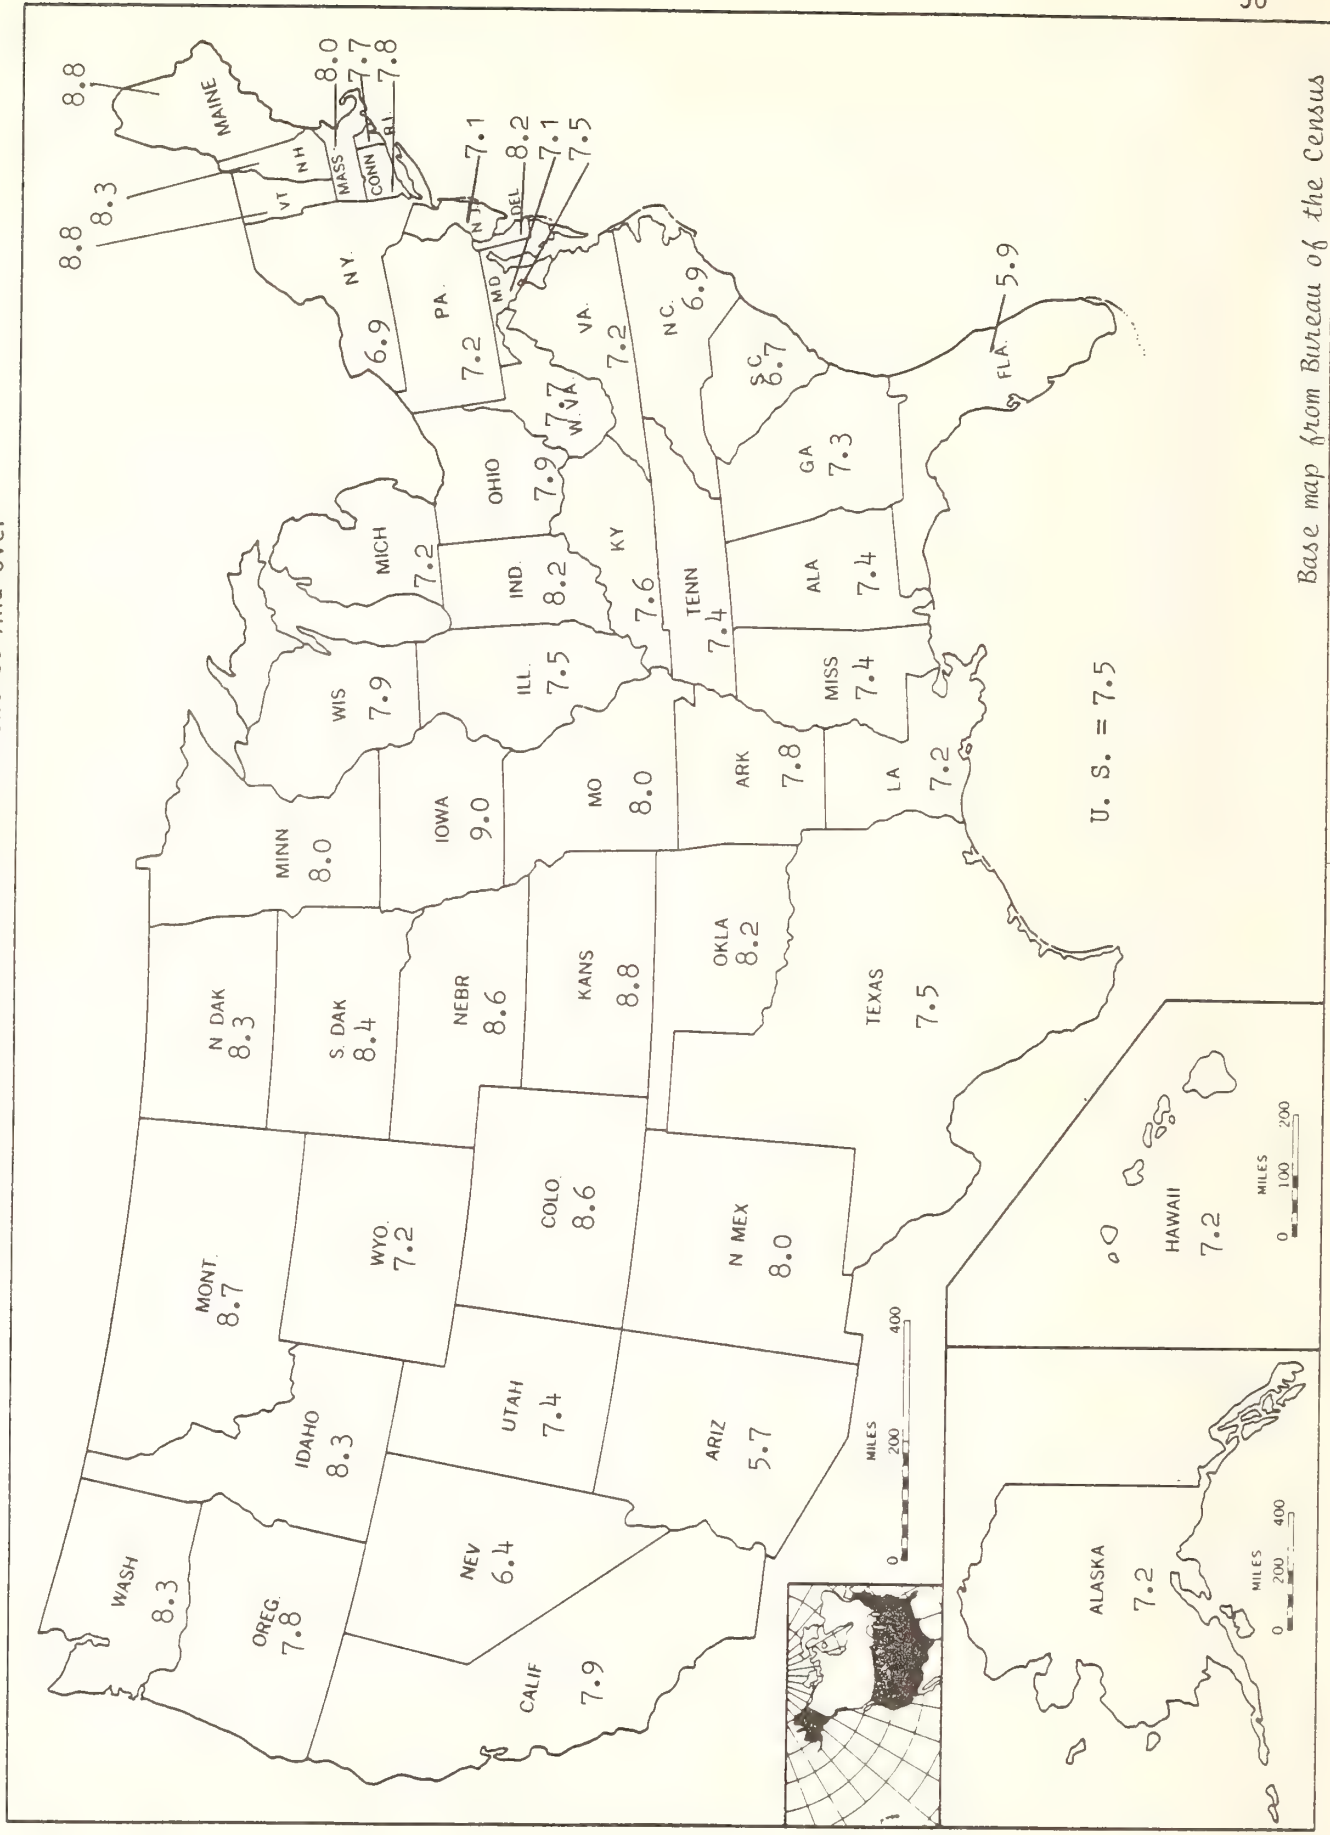 8.8
MAINE
8.8
8.3
VT
NH
8.0
MASS
7.7
CONN
R.I.
7.8
N.Y.
6.9
PA.
7.2
N J.
7.1
DEL
8.2
MD
7.1
7.5
WASH
8.3
MONT.
8.7
N DAK
8.3
MINN
8.0
WIS
7.9
MICH
7.2
OREG.
7.8
IDAHO
8.3
WYO.
7.2
S. DAK
8.4
IOWA
9.0
NEBR
8.6
ILL.
7.5
IND.
8.2
OHIO
7.9
W. VA
7.7
VA.
7.2
CALIF
7.9
NEV
6.4
UTAH
7.4
COLO.
8.6
KANS
8.8
MO
8.0
KY
7.6
TENN
7.4
N C.
6.9
S C.
6.7
ARIZ
5.7
N MEX
8.0
OKLA
8.2
ARK
7.8
MISS
7.4
ALA
7.4
GA
7.3
TEXAS
7.5
LA
7.2
FLA.
5.9
U. S. = 7.5
MILES
0 200 400
ALASKA
7.2
MILES
0 200 400
HAWAII
7.2
MILES
0 100 200
Base map from Bureau of the Census